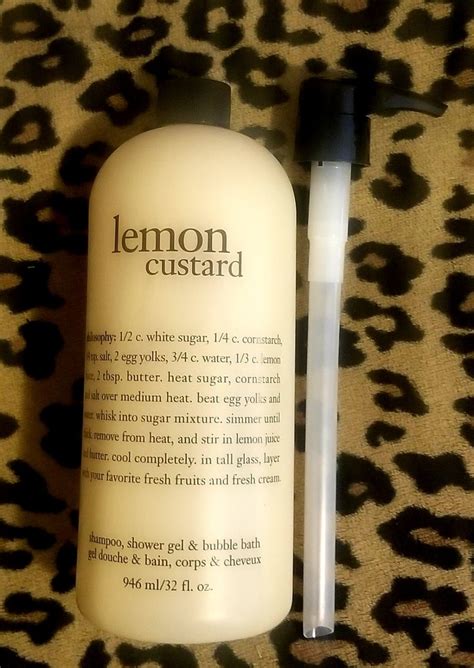 lemon
custard
philosophy: 1/2 c. white sugar, 1/4 c. cornstarch,
tsp. salt, 2 egg yolks, 3/4 c. water, 1/3 c. lemon
2 tbsp. butter. heat sugar, cornstarch
salt over medium heat. beat egg yolks and
whisk into sugar mixture. simmer until
remove from heat, and stir in lemon juice
butter. cool completely. in tall glass, layer
your favorite fresh fruits and fresh cream.
shampoo, shower gel & bubble bath
gel douche & bain, corps & cheveux
946 ml/32 fl. oz.